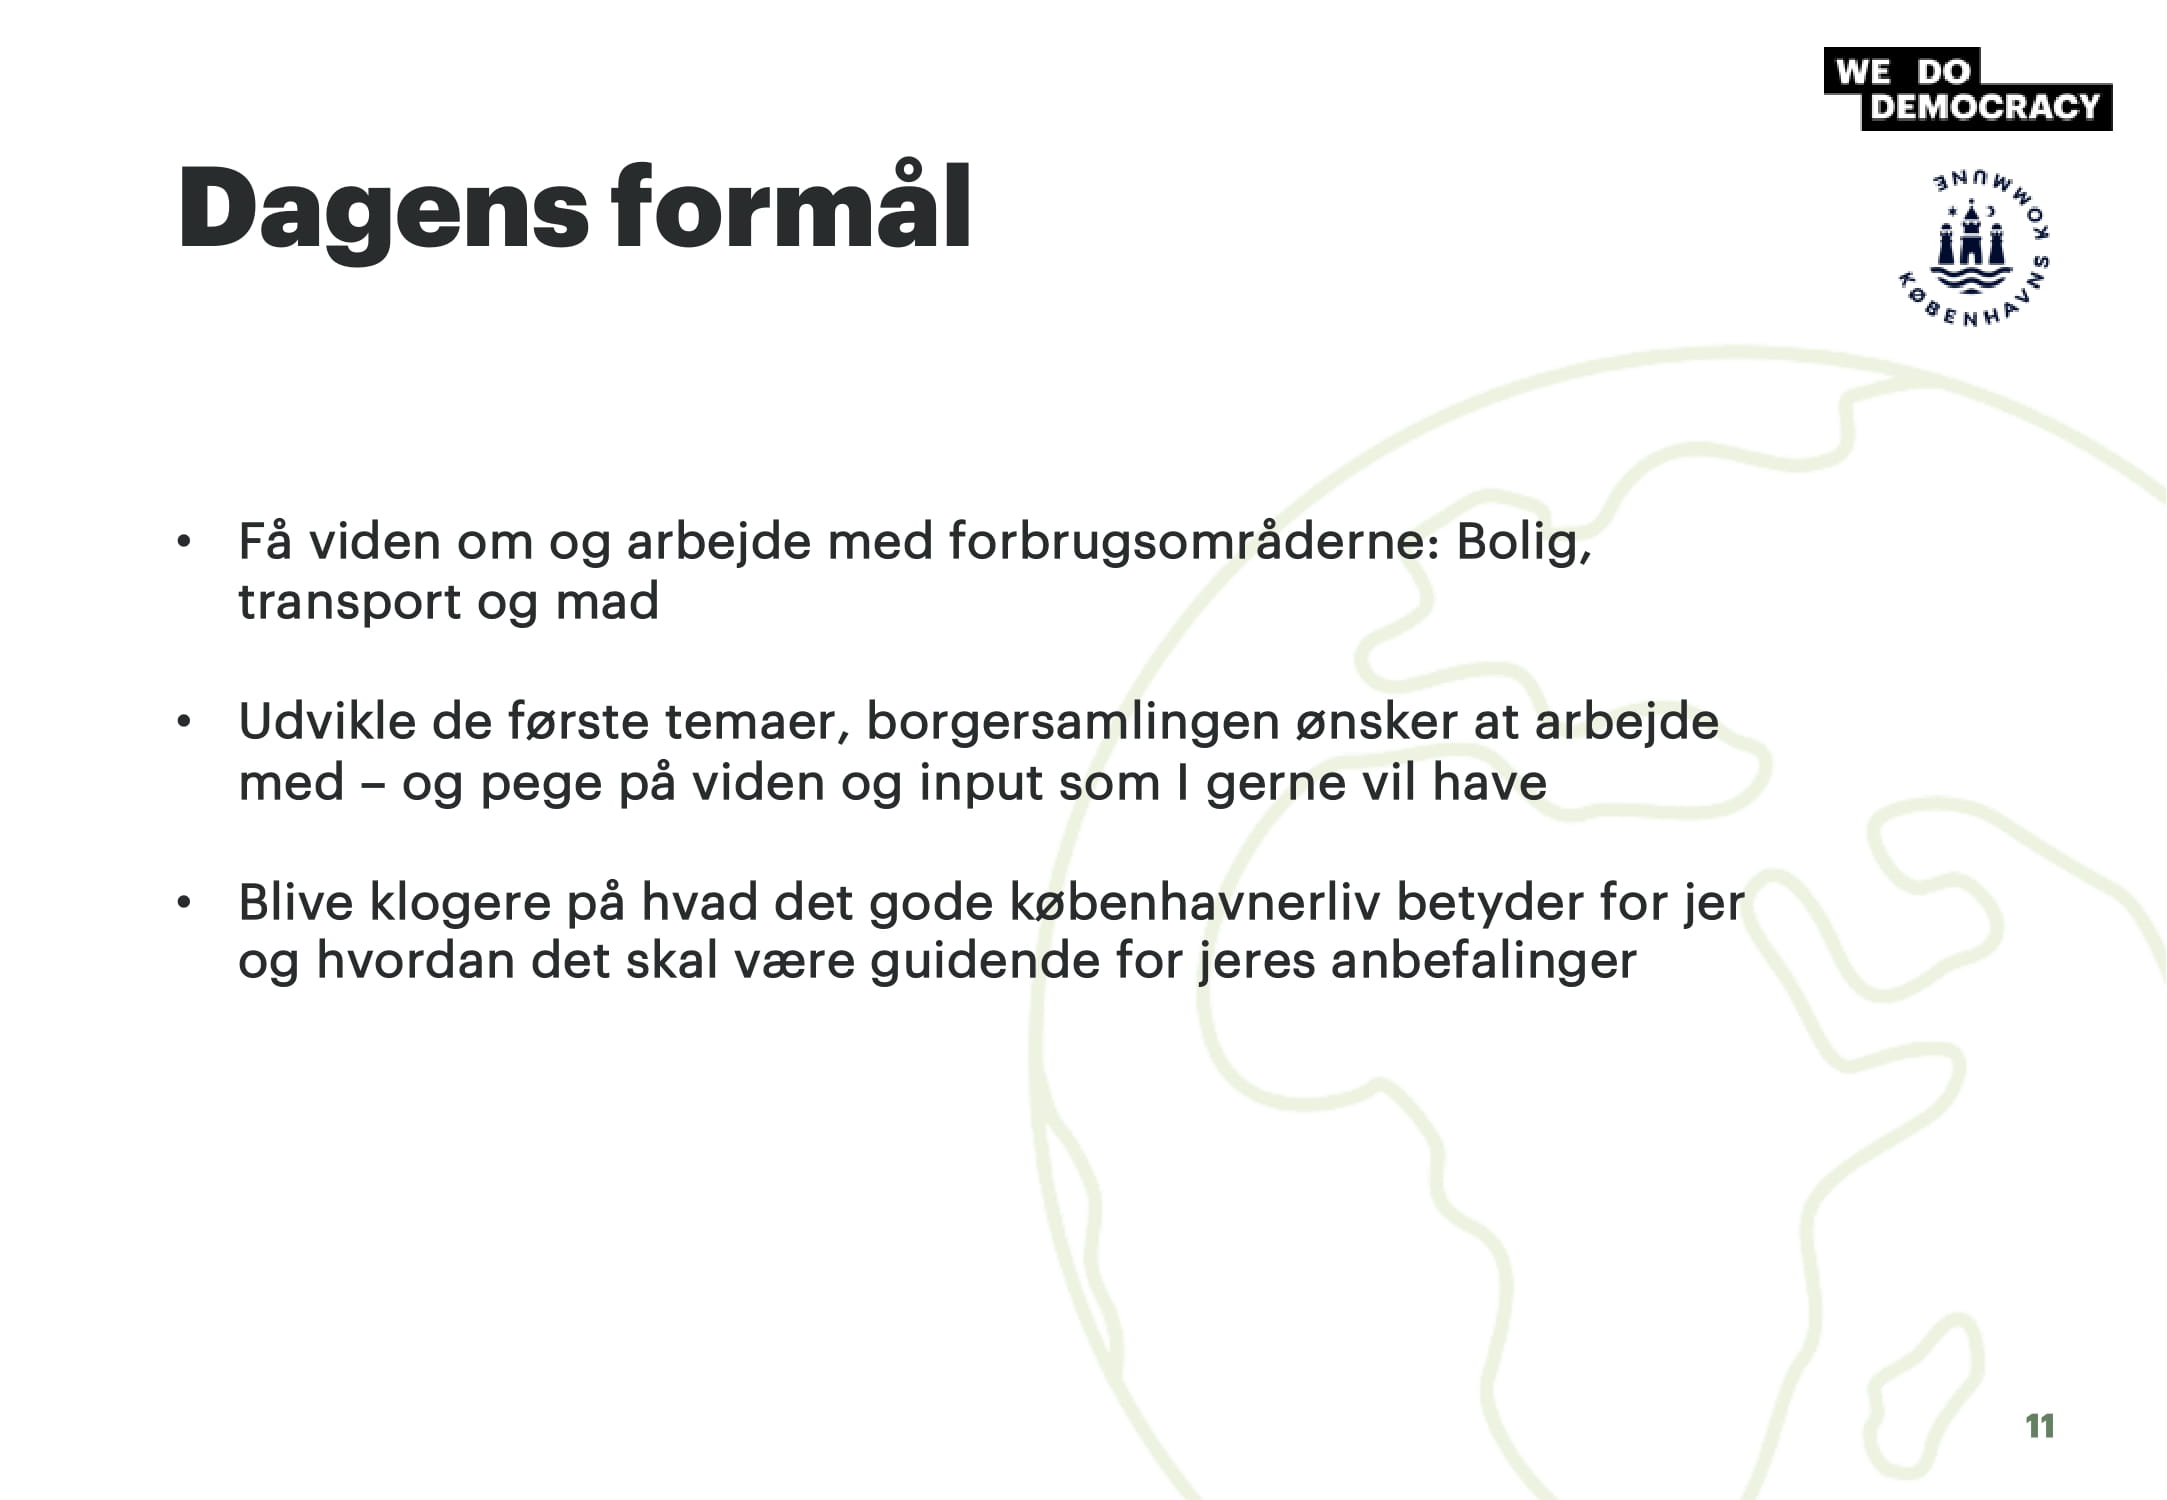 WE DO
DEMOCRACY
KØBENHAVNS KOMMUNE
Dagens formål
• Få viden om og arbejde med forbrugsområderne: Bolig,
transport og mad
• Udvikle de første temaer, borgersamlingen ønsker at arbejde
med – og pege på viden og input som I gerne vil have
• Blive klogere på hvad det gode københavnerliv betyder for jer
og hvordan det skal være guidende for jeres anbefalinger
11